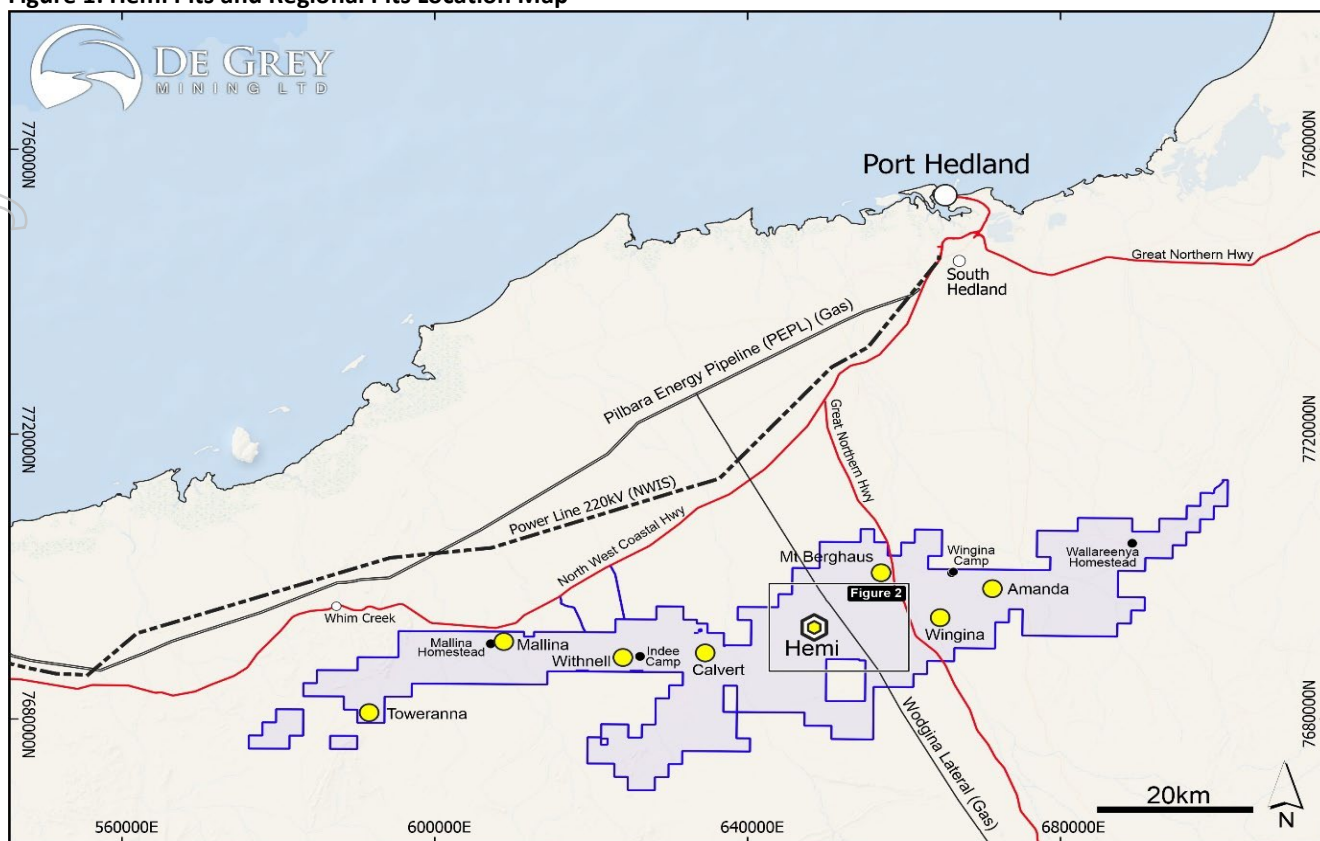 Figure 1: Hemi Pits and Regional Pits Location Map
DE GREY
MINING LTD
7760000N
7760000N
Port Hedland
Great Northern Hwy
South
Hedland
Pilbara Energy Pipeline (PEPL) (Gas)
7720000N
7720000N
Great Northern Hwy
Power Line 220kV (NWIS)
North West Coastal Hwy
Mt Berghaus
Wingina
Camp
Wallareenya
Homestead
Figure 2
Amanda
Whim Creek
Wingina
Hemi
Mallina
Homestead
Mallina
Withnell
Indee
Camp
Calvert
Toweranna
7680000N
7680000N
Wodgina Lateral (Gas)
20km
N
560000E
600000E
640000E
680000E